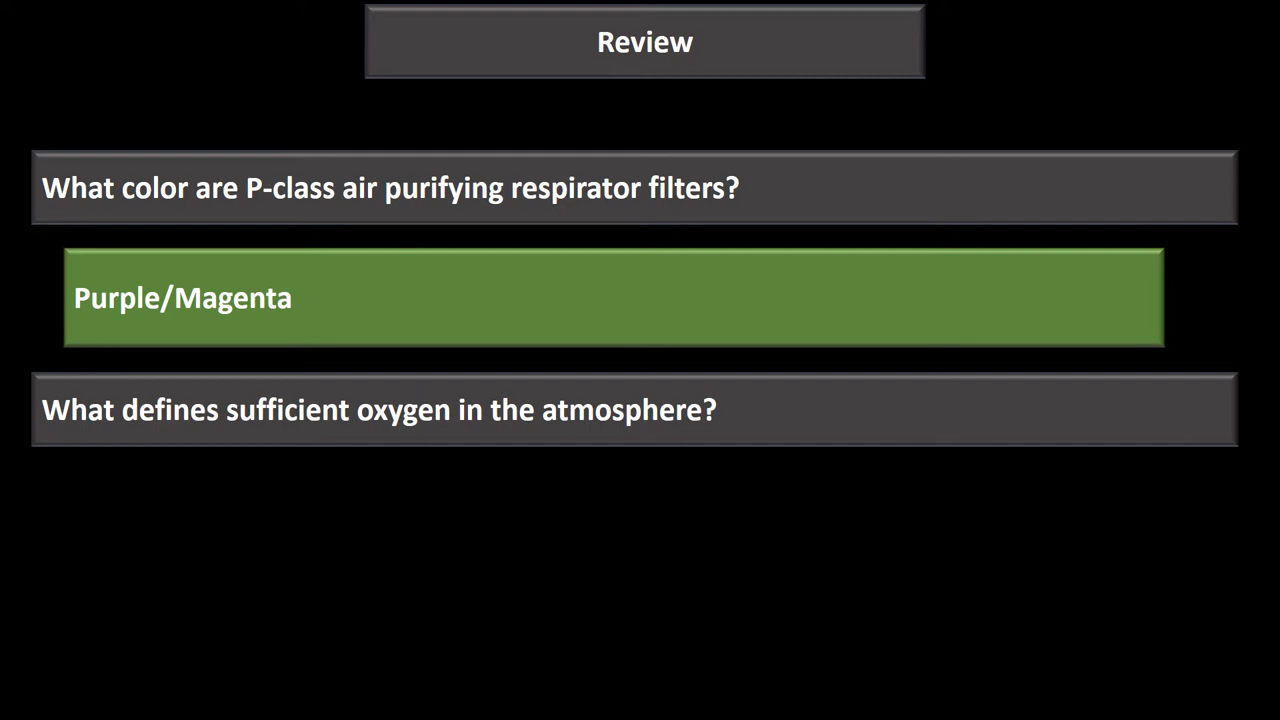 Review
What color are P-class air purifying respirator filters?
Purple/Magenta
What defines sufficient oxygen in the atmosphere?